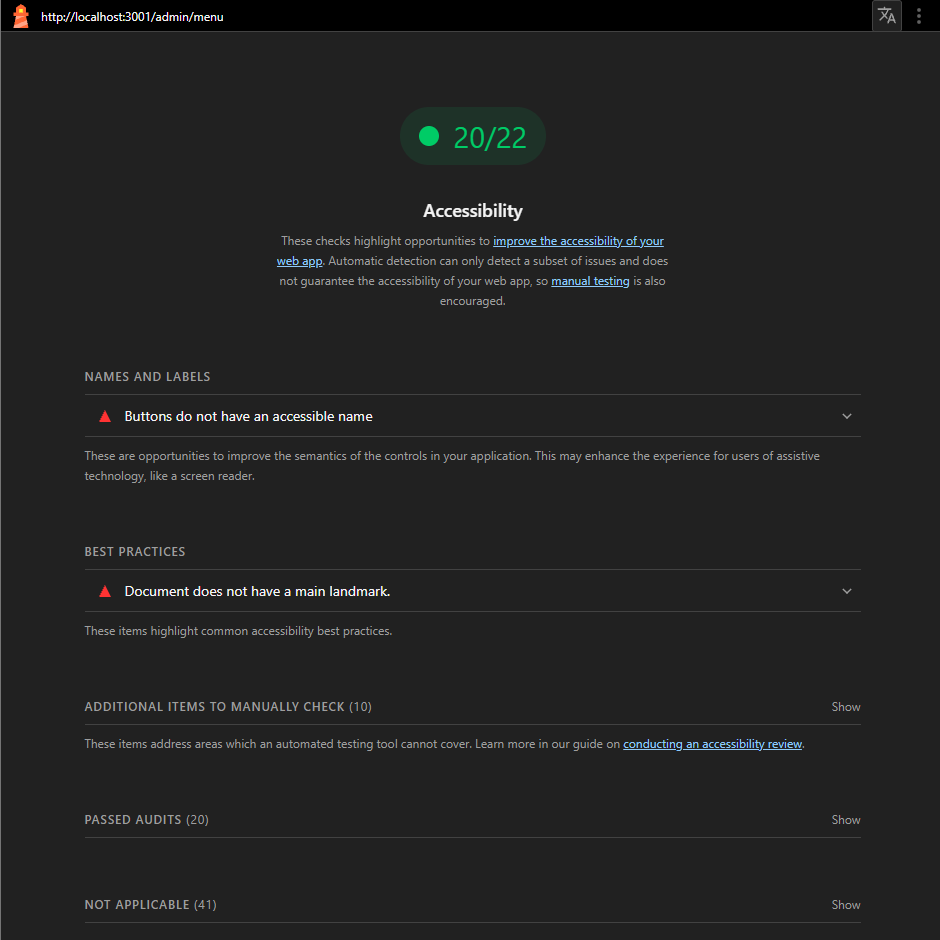 http://localhost:3001/admin/menu
20/22
Accessibility
These checks highlight opportunities to improve the accessibility of your
web app. Automatic detection can only detect a subset of issues and does
not guarantee the accessibility of your web app, so manual testing is also
encouraged.
NAMES AND LABELS
Buttons do not have an accessible name
These are opportunities to improve the semantics of the controls in your application. This may enhance the experience for users of assistive
technology, like a screen reader.
BEST PRACTICES
Document does not have a main landmark.
These items highlight common accessibility best practices.
ADDITIONAL ITEMS TO MANUALLY CHECK (10) Show
These items address areas which an automated testing tool cannot cover. Learn more in our guide on conducting an accessibility review.
PASSED AUDITS (20) Show
NOT APPLICABLE (41) Show